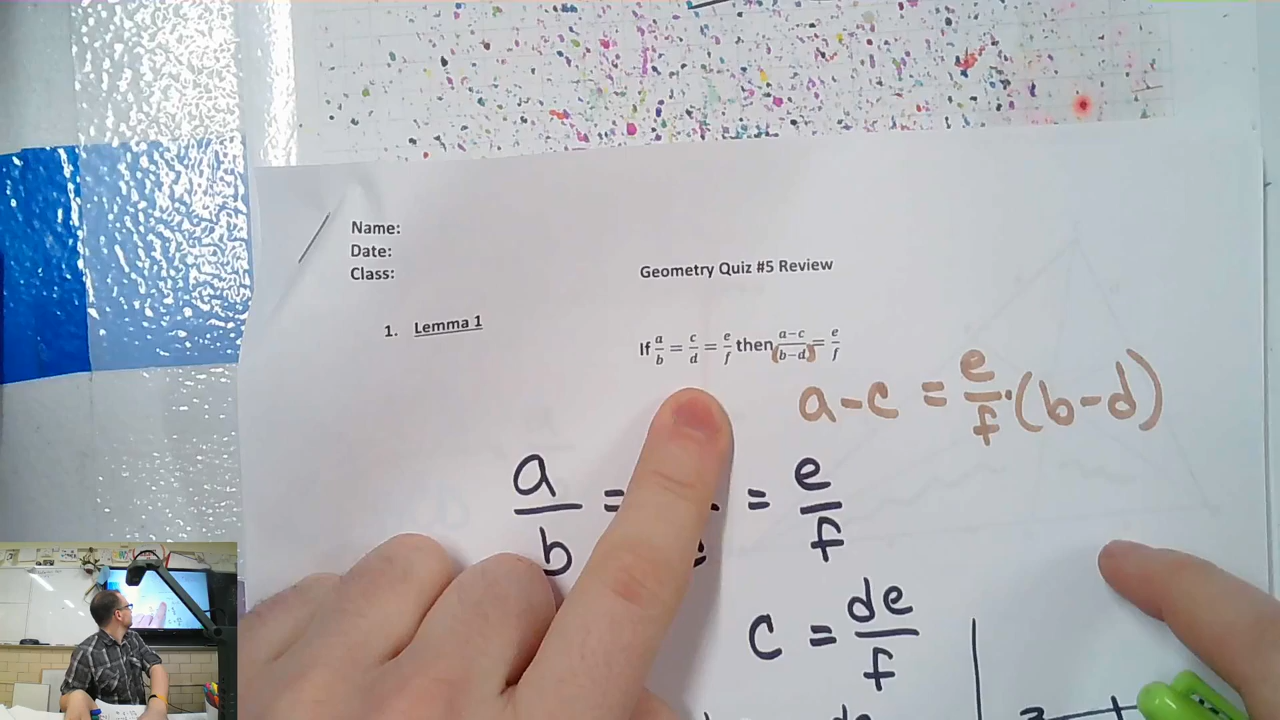 Name:
Date:
Class:
Geometry Quiz #5 Review
1. Lemma 1
If a/b = c/d = e/f then (a-c)/(b-d) = e/f
a-c = e/f·(b-d)
a/b = = e/f
c = de/f